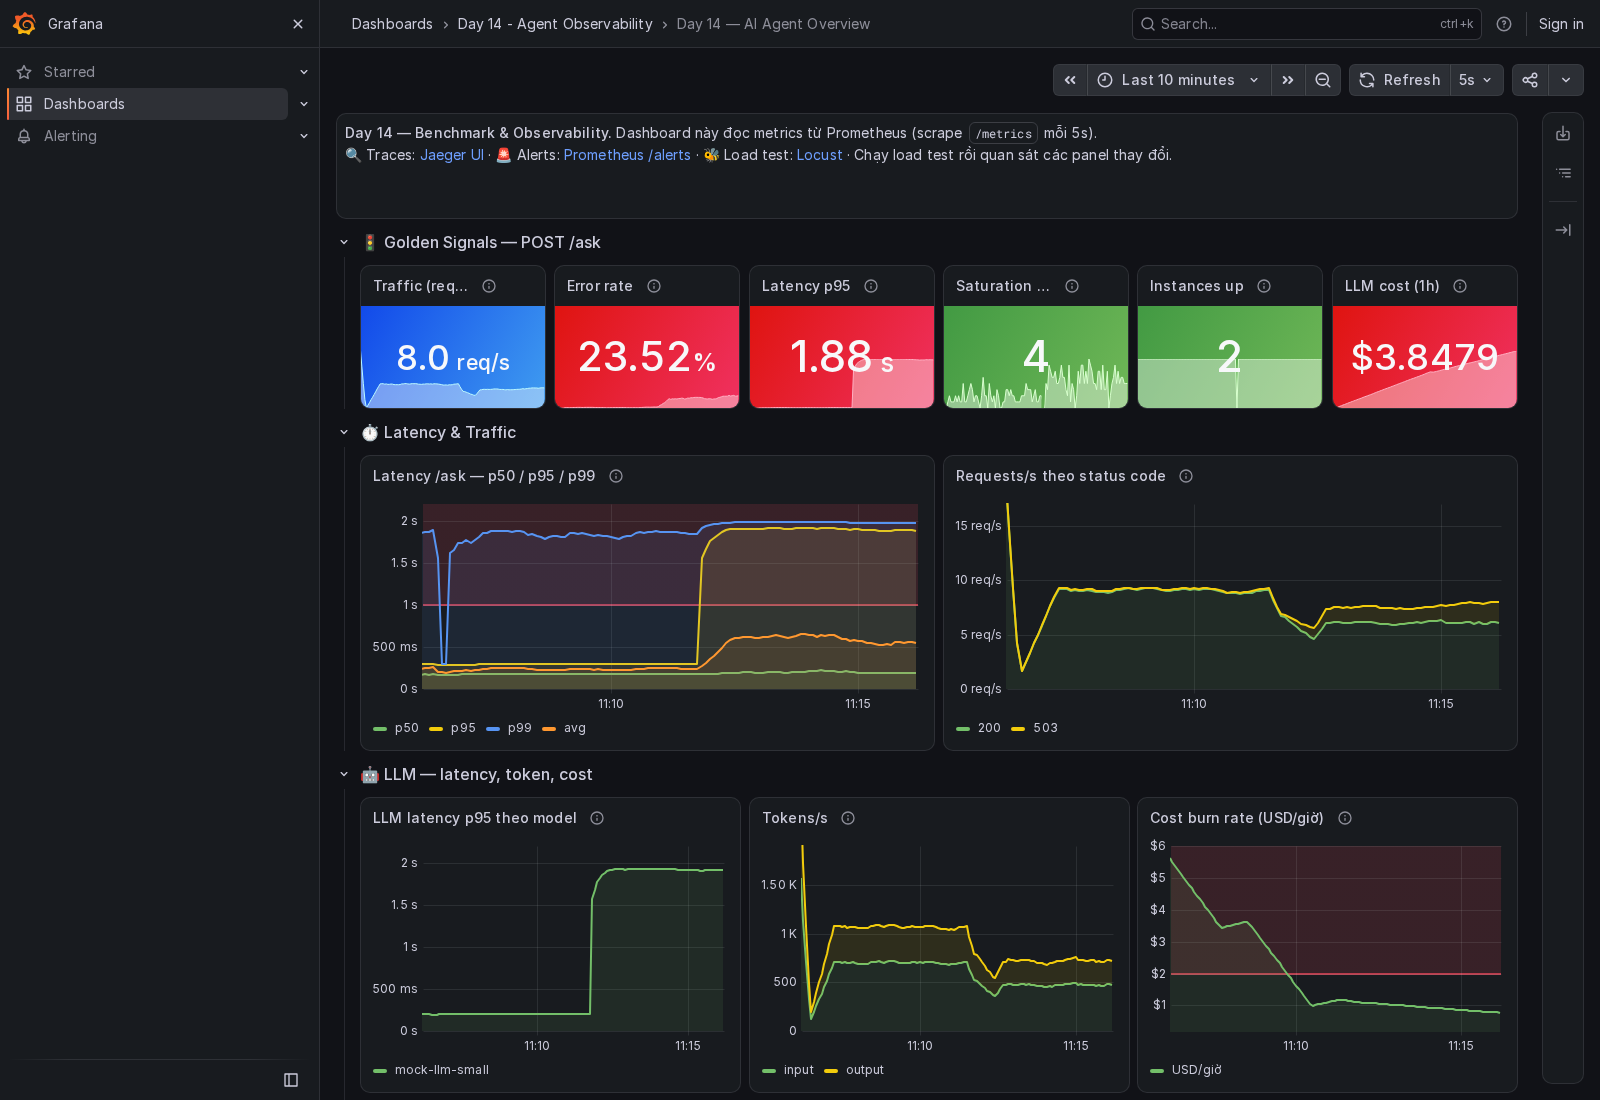 Grafana
Dashboards › Day 14 - Agent Observability › Day 14 — AI Agent Overview
Search...
ctrl+k
Sign in
Starred
Dashboards
Alerting
Last 10 minutes
Refresh
5s
Day 14 — Benchmark & Observability. Dashboard này đọc metrics từ Prometheus (scrape /metrics mỗi 5s).
🔍 Traces: Jaeger UI · 🚨 Alerts: Prometheus /alerts · 🐝 Load test: Locust · Chạy load test rồi quan sát các panel thay đổi.
🚦 Golden Signals — POST /ask
Traffic (req...
8.0 req/s
Error rate
23.52%
Latency p95
1.88 s
Saturation ...
4
Instances up
2
LLM cost (1h)
$3.8479
⏱️ Latency & Traffic
Latency /ask — p50 / p95 / p99
2 s
1.5 s
1 s
500 ms
0 s
11:10
11:15
p50
p95
p99
avg
Requests/s theo status code
15 req/s
10 req/s
5 req/s
0 req/s
11:10
11:15
200
503
🤖 LLM — latency, token, cost
LLM latency p95 theo model
2 s
1.5 s
1 s
500 ms
0 s
11:10
11:15
mock-llm-small
Tokens/s
1.50 K
1 K
500
0
11:10
11:15
input
output
Cost burn rate (USD/giờ)
$6
$5
$4
$3
$2
$1
11:10
11:15
USD/giờ